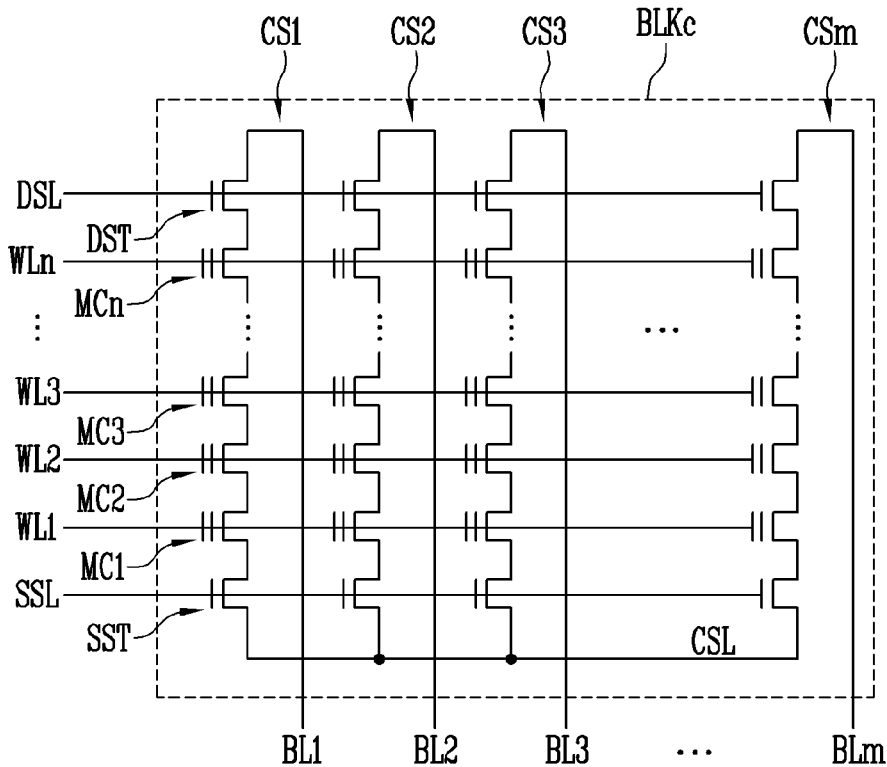 CS1 CS2 CS3 BLKc CSm
DSL
DST
WLn
MCn
⋮ ⋮ ⋮ ⋮ ... ⋮
WL3
MC3
WL2
MC2
WL1
MC1
SSL
SST
CSL
BL1 BL2 BL3 ... BLm